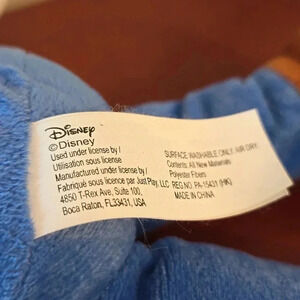 Disney
©Disney
Used under license by /
Utilisation sous license
Manufactured under license by /
Fabriqué sous licence par Just Play, LLC
4850 T-Rex Ave, Suite 100,
Boca Raton, FL33431, USA
SURFACE WASHABLE ONLY. AIR DRY.
Contents: All New Materials
Polyester Fibers
REG.NO. PA-15431 (HK)
MADE IN CHINA